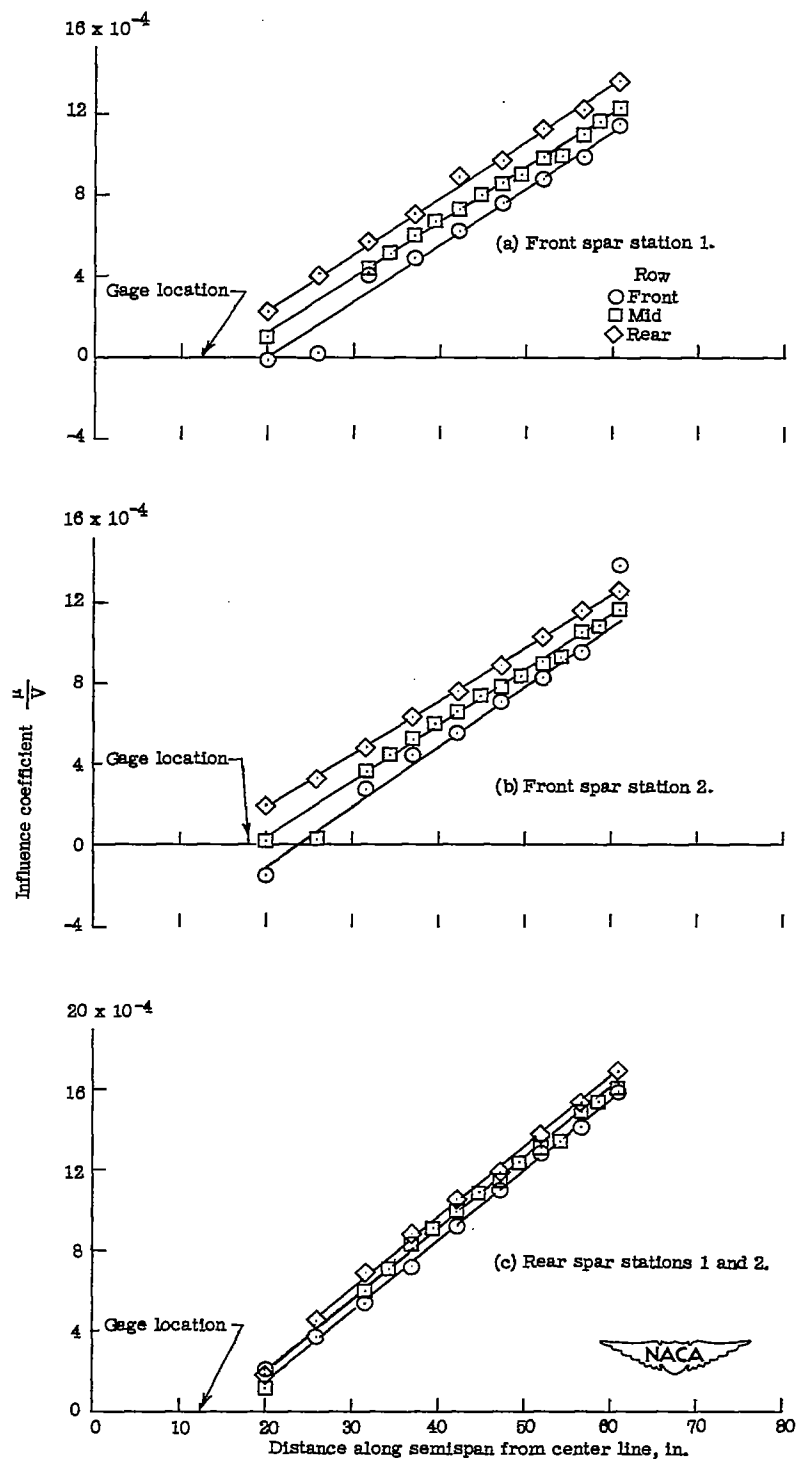 16 x 10-4
12
8
(a) Front spar station 1.
Row
Front
Mid
Rear
4
Gage location
0
-4
16 x 10-4
12
8
Influence coefficient μ/V
Gage location
4
(b) Front spar station 2.
0
-4
20 x 10-4
16
12
8
(c) Rear spar stations 1 and 2.
Gage location
4
NACA
0
0 10 20 30 40 50 60 70 80
Distance along semispan from center line, in.